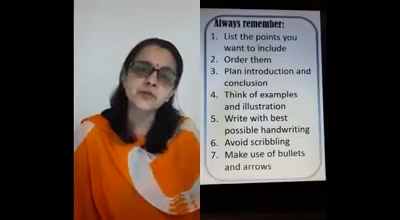 Always remember:
1. List the points you
want to include
2. Order them
3. Plan introduction and
conclusion
4. Think of examples
and illustration
5. Write with best
possible handwriting
6. Avoid scribbling
7. Make use of bullets
and arrows